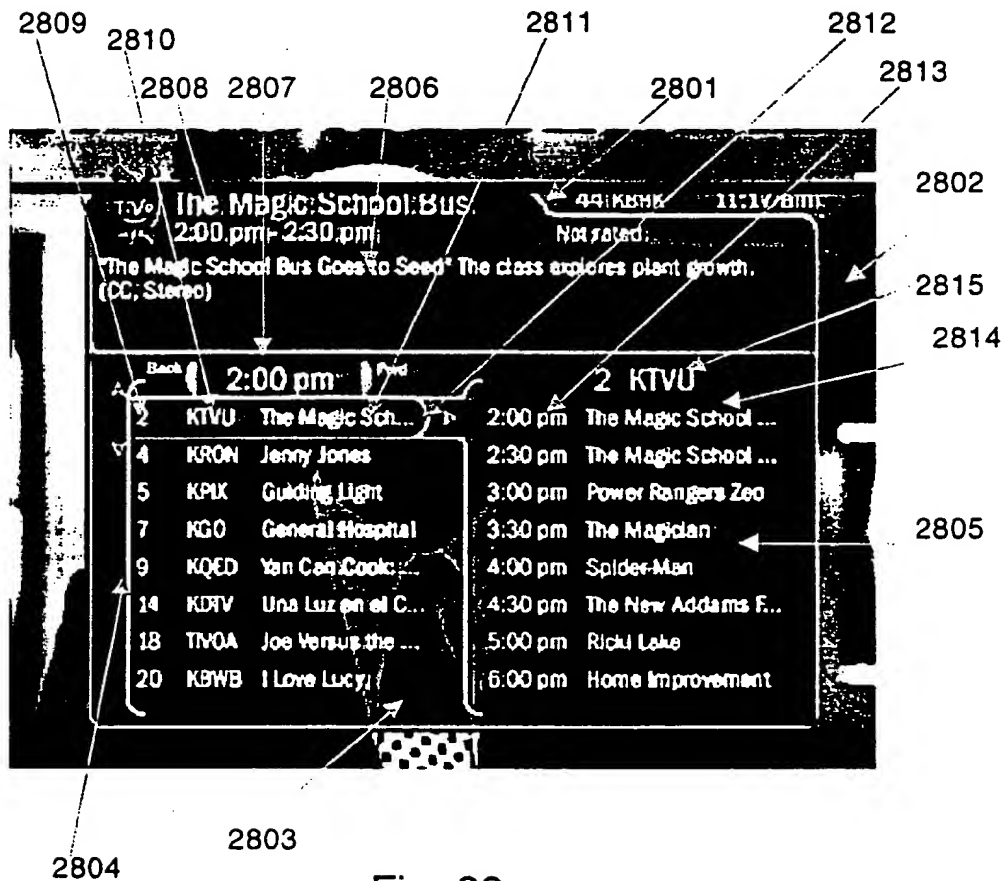 2809 2810 2811 2812
2808 2807 2806 2801 2813
2802
TiVo The Magic School Bus 44 KBHK
2:00 pm - 2:30 pm Not rated
"The Magic School Bus Goes to Seed" The class explores plant growth.
(CC, Stereo)
2815
2814
Back 2:00 pm Fwd 2 KTVU
2 KTVU The Magic Sch... 2:00 pm The Magic School ...
4 KRON Jenny Jones 2:30 pm The Magic School ...
5 KPIX Guiding Light 3:00 pm Power Rangers Zeo
7 KGO General Hospital 3:30 pm The Magician
2805
9 KQED Yan Can Cook: ... 4:00 pm Spider-Man
14 KDTV Una Luz en el C... 4:30 pm The New Addams F...
18 TIVOA Joe Versus the ... 5:00 pm Ricki Lake
20 KBWB I Love Lucy 6:00 pm Home Improvement
2803
2804